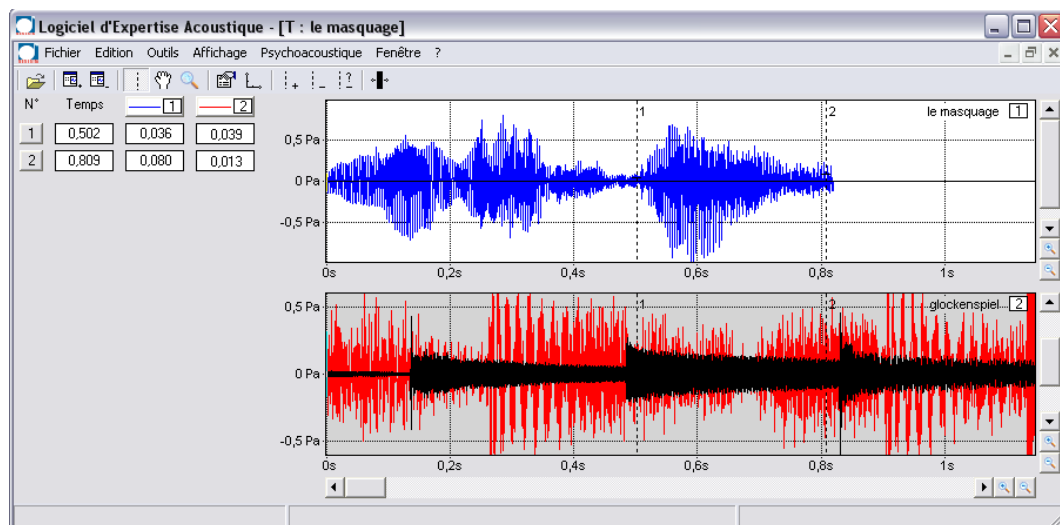 Logiciel d'Expertise Acoustique - [T : le masquage]
Fichier Edition Outils Affichage Psychoacoustique Fenêtre ?
N° Temps 1 2
1 0,502 0,036 0,039
2 0,809 0,080 0,013
1 2 le masquage 1
0,5 Pa
0 Pa
-0,5 Pa
0s 0,2s 0,4s 0,6s 0,8s 1s
1 2 glockenspiel... 2
0,5 Pa
0 Pa
-0,5 Pa
0s 0,2s 0,4s 0,6s 0,8s 1s